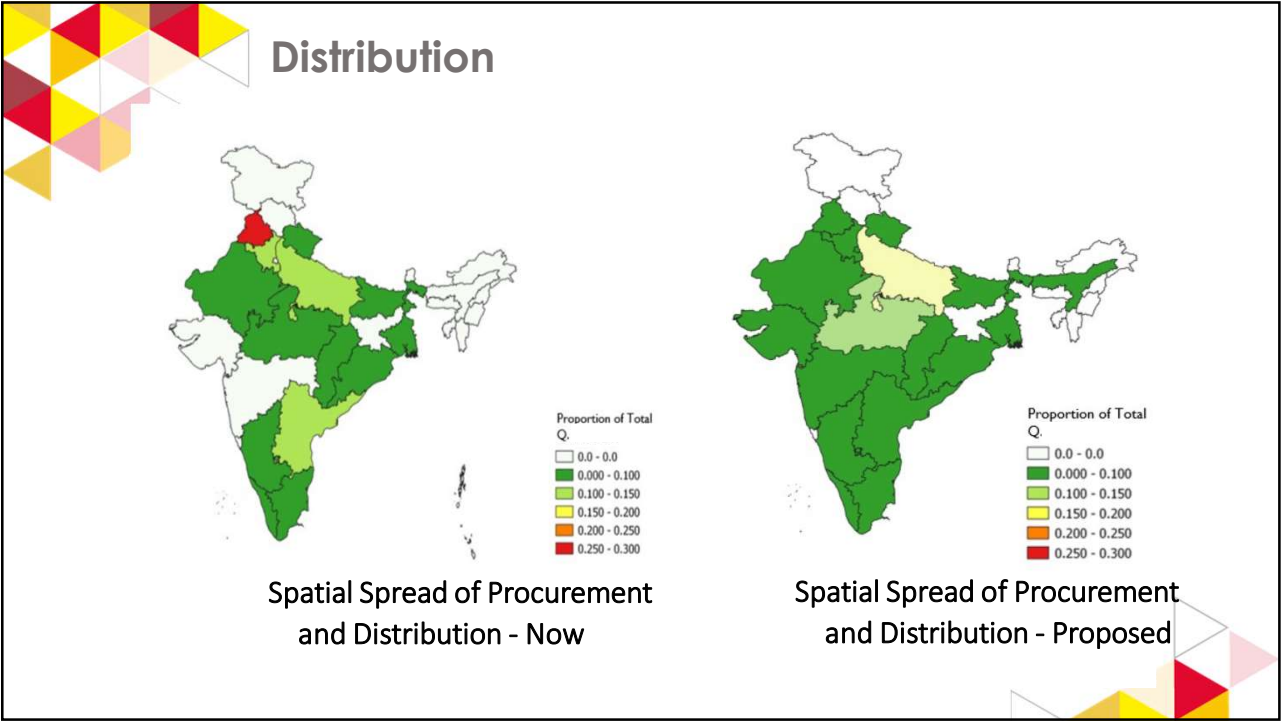 Distribution
Proportion of Total
Q.
0.0 - 0.0
0.000 - 0.100
0.100 - 0.150
0.150 - 0.200
0.200 - 0.250
0.250 - 0.300
Spatial Spread of Procurement
and Distribution - Now
Proportion of Total
Q.
0.0 - 0.0
0.000 - 0.100
0.100 - 0.150
0.150 - 0.200
0.200 - 0.250
0.250 - 0.300
Spatial Spread of Procurement
and Distribution - Proposed